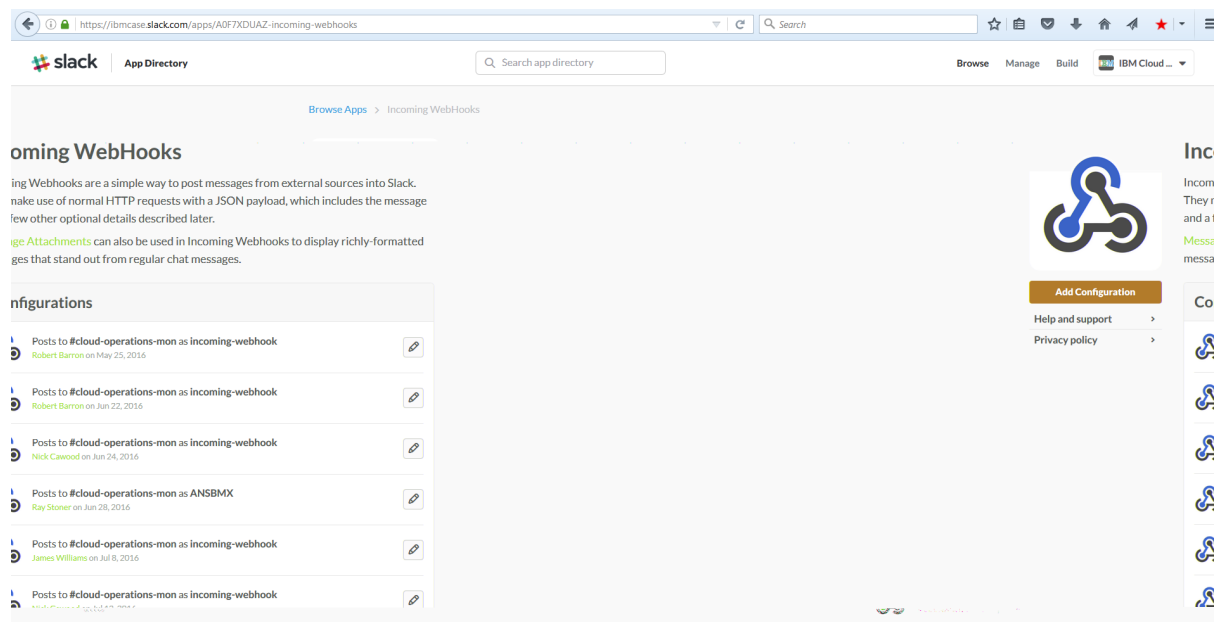 https://ibmcase.slack.com/apps/A0F7XDUAZ-incoming-webhooks
Search
slack
App Directory
Search app directory
Browse
Manage
Build
IBM Cloud ...
Browse Apps > Incoming WebHooks
oming WebHooks
ing Webhooks are a simple way to post messages from external sources into Slack.
make use of normal HTTP requests with a JSON payload, which includes the message
few other optional details described later.
ge Attachments can also be used in Incoming Webhooks to display richly-formatted
ges that stand out from regular chat messages.
nfigurations
Posts to #cloud-operations-mon as incoming-webhook
Robert Barron on May 25, 2016
Posts to #cloud-operations-mon as incoming-webhook
Robert Barron on Jun 22, 2016
Posts to #cloud-operations-mon as incoming-webhook
Nick Cawood on Jun 24, 2016
Posts to #cloud-operations-mon as ANSBMX
Ray Stoner on Jun 28, 2016
Posts to #cloud-operations-mon as incoming-webhook
James Williams on Jul 8, 2016
Posts to #cloud-operations-mon as incoming-webhook
Add Configuration
Help and support
Privacy policy
Inc
Incom
They
and a f
Messa
messa
Co